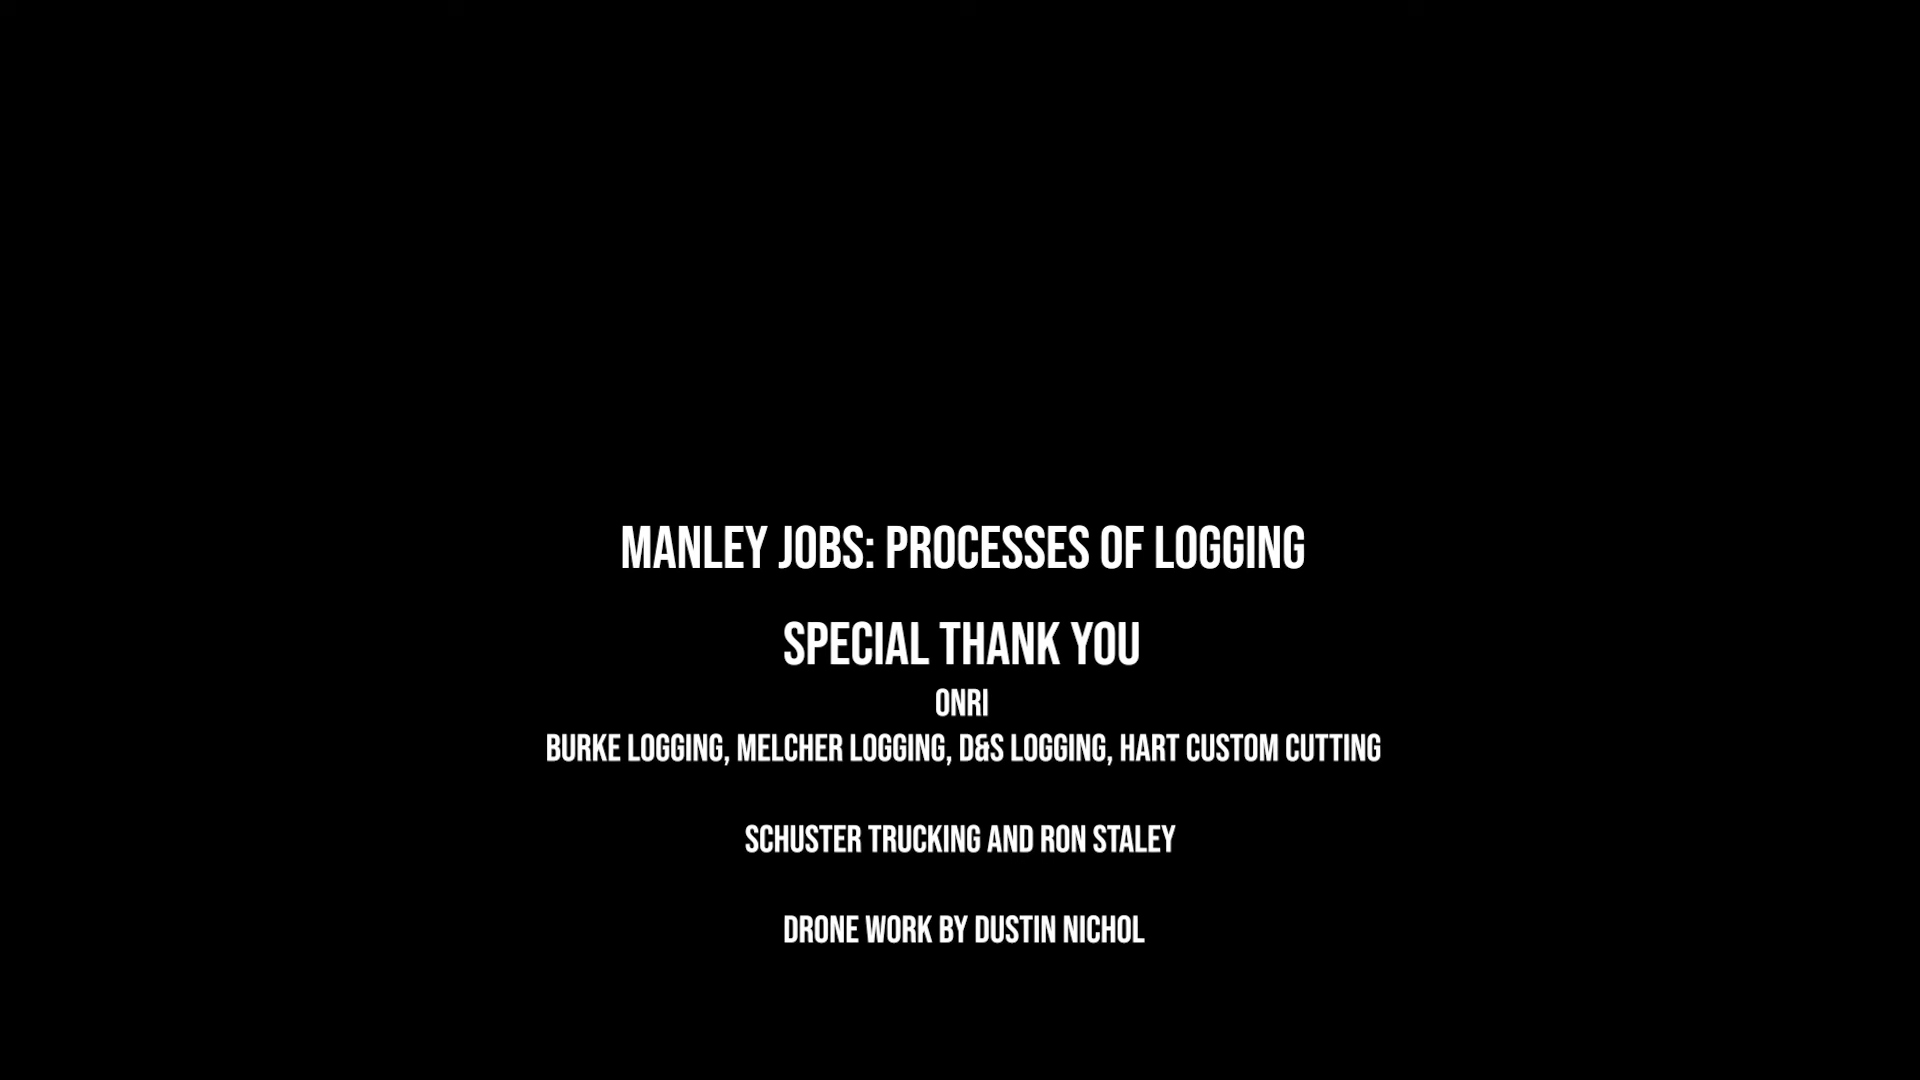 MANLEY JOBS: PROCESSES OF LOGGING
SPECIAL THANK YOU
ONRI
BURKE LOGGING, MELCHER LOGGING, D&S LOGGING, HART CUSTOM CUTTING
SCHUSTER TRUCKING AND RON STALEY
DRONE WORK BY DUSTIN NICHOL